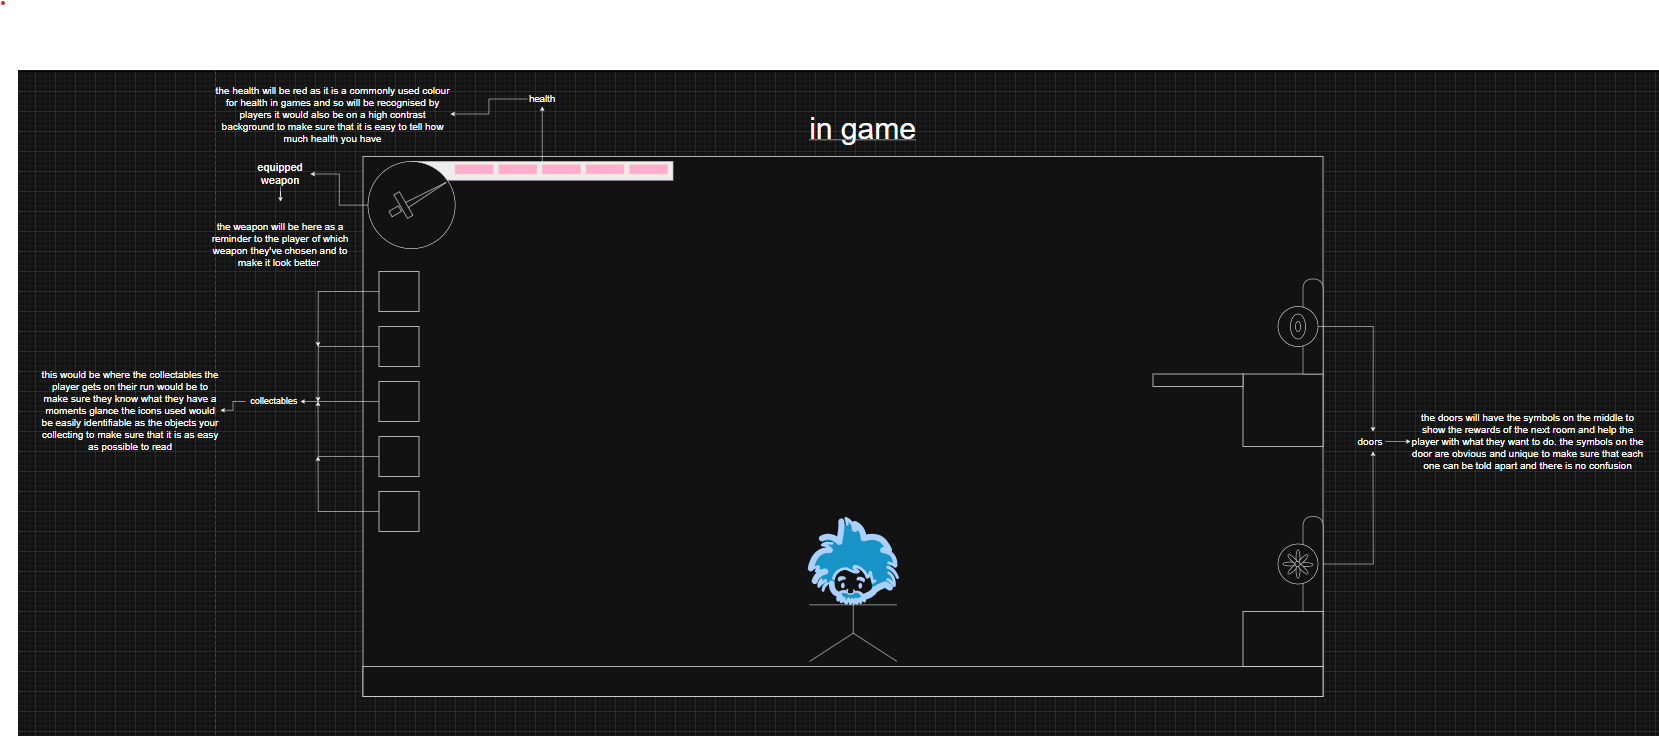 the health will be red as it is a commonly used colour
for health in games and so will be recognised by
players it would also be on a high contrast
background to make sure that it is easy to tell how
much health you have
health
in game
equipped
weapon
the weapon will be here as a
reminder to the player of which
weapon they've chosen and to
make it look better
this would be where the collectables the
player gets on their run would be to
make sure they know what they have a
moments glance the icons used would
be easily identifiable as the objects your
collecting to make sure that it is as easy
as possible to read
collectables
doors
the doors will have the symbols on the middle to
show the rewards of the next room and help the
player with what they want to do. the symbols on the
door are obvious and unique to make sure that each
one can be told apart and there is no confusion